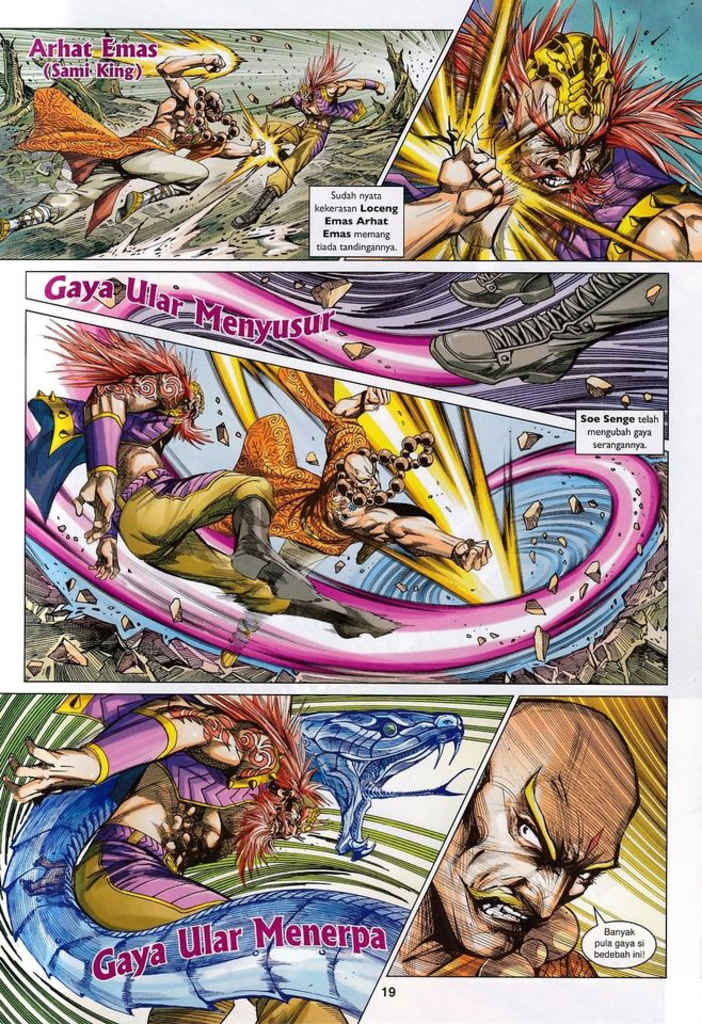 Arhat Emas
(Sami King)
Sudah nyata
kekerasan Loceng
Emas Arhat
Emas memang
tiada tandingannya.
Gaya Ular Menyusur
Soe Senge telah
mengubah gaya
serangannya.
Gaya Ular Menerpa
Banyak
pula gaya si
bedebah ini!
19